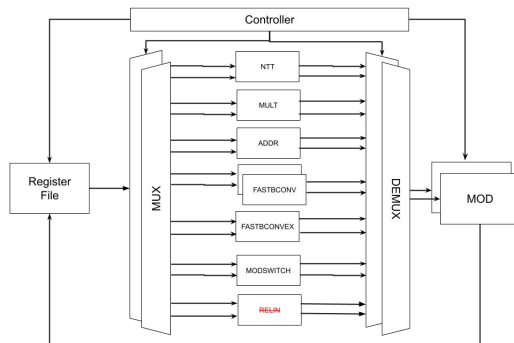 Controller
NTT
MULT
ADDR
Register
File
MUX
FASTBCONV
DEMUX
MOD
FASTBCONVEX
MODSWITCH
RELIN